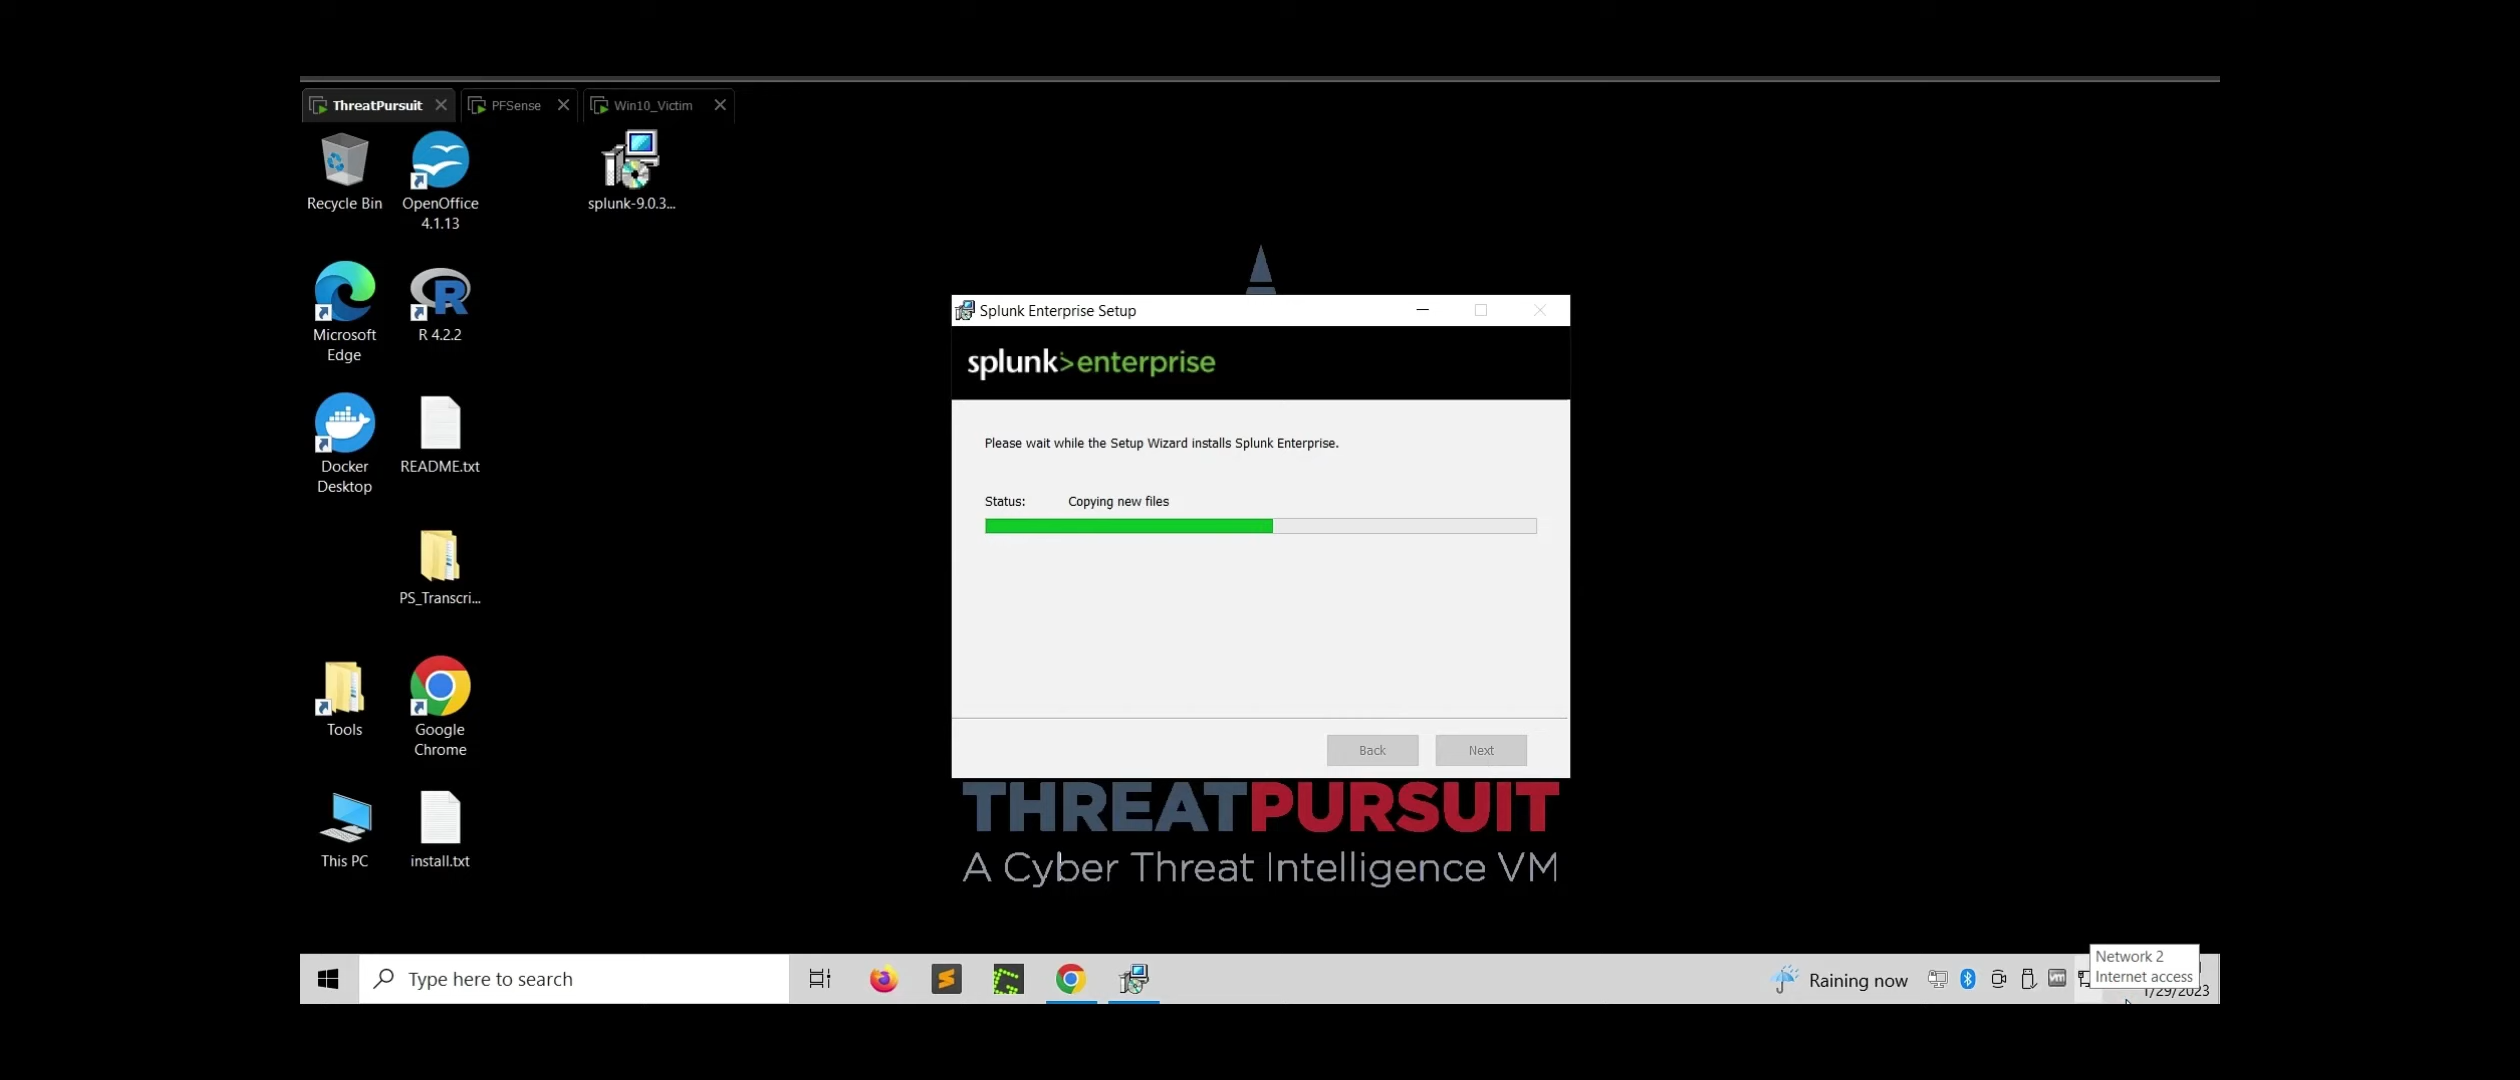 ThreatPursuit
PFSense
Win10_Victim
Recycle Bin
OpenOffice
4.1.13
splunk-9.0.3...
Microsoft
Edge
R 4.2.2
Docker
Desktop
README.txt
PS_Transcri...
Tools
Google
Chrome
This PC
install.txt
Splunk Enterprise Setup
splunk>enterprise
Please wait while the Setup Wizard installs Splunk Enterprise.
Status: Copying new files
Back
Next
THREATPURSUIT
A Cyber Threat Intelligence VM
Type here to search
Raining now
Network 2
Internet access
1/29/2023